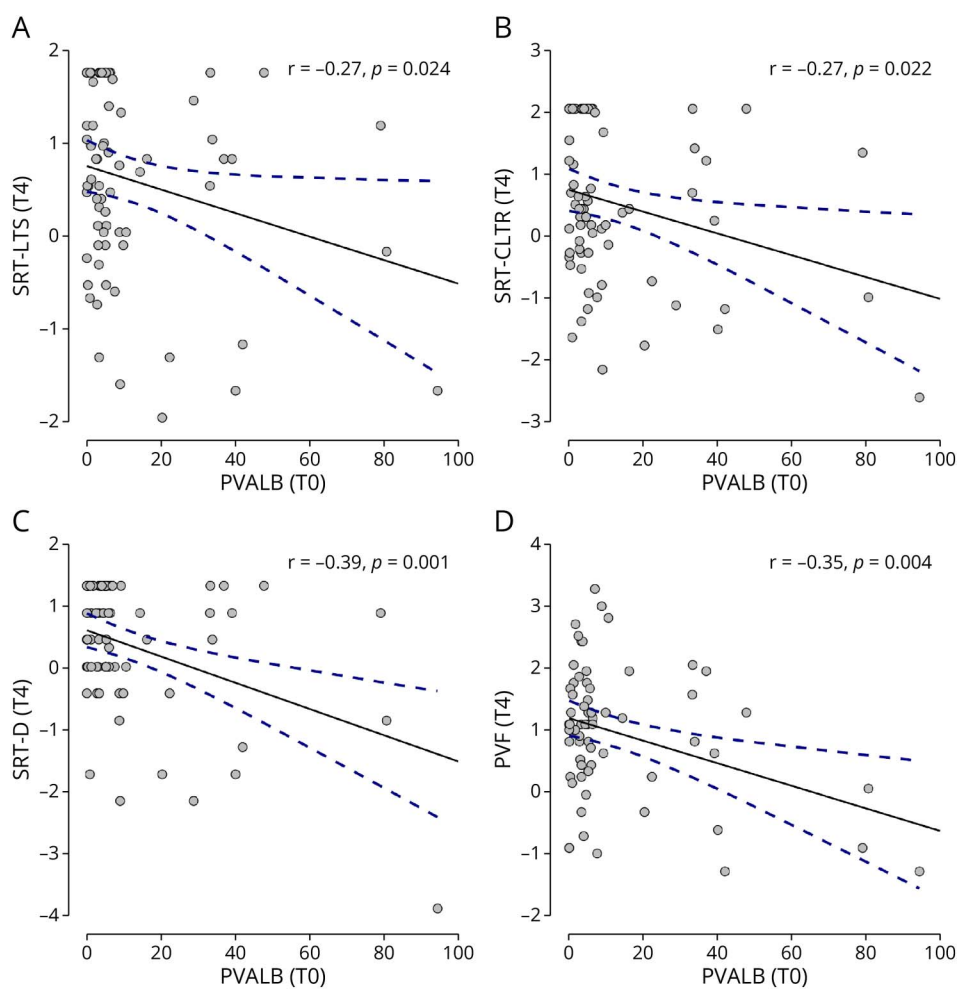 A
r = –0.27, p = 0.024
SRT-LTS (T4)
2
1
0
–1
–2
0 20 40 60 80 100
PVALB (T0)
B
r = –0.27, p = 0.022
SRT-CLTR (T4)
3
2
1
0
–1
–2
–3
0 20 40 60 80 100
PVALB (T0)
C
r = –0.39, p = 0.001
SRT-D (T4)
2
1
0
–1
–2
–3
–4
0 20 40 60 80 100
PVALB (T0)
D
r = –0.35, p = 0.004
PVF (T4)
4
3
2
1
0
–1
–2
0 20 40 60 80 100
PVALB (T0)